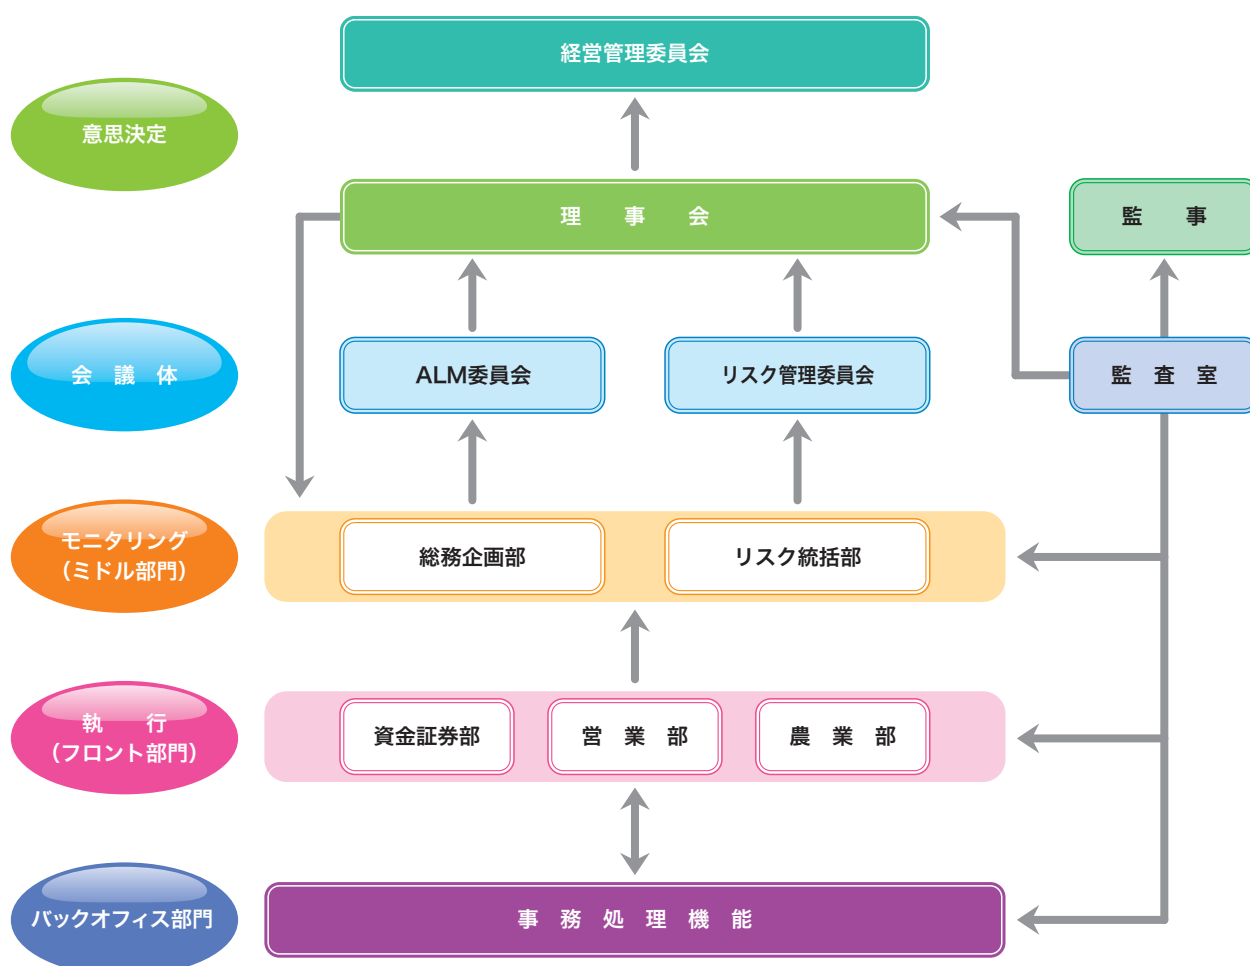 経営管理委員会
意思決定
理　事　会
監　事
会　議　体
ALM委員会
リスク管理委員会
監　査　室
モニタリング
（ミドル部門）
総務企画部
リスク統括部
執　行
（フロント部門）
資金証券部
営　業　部
農　業　部
バックオフィス部門
事　務　処　理　機　能